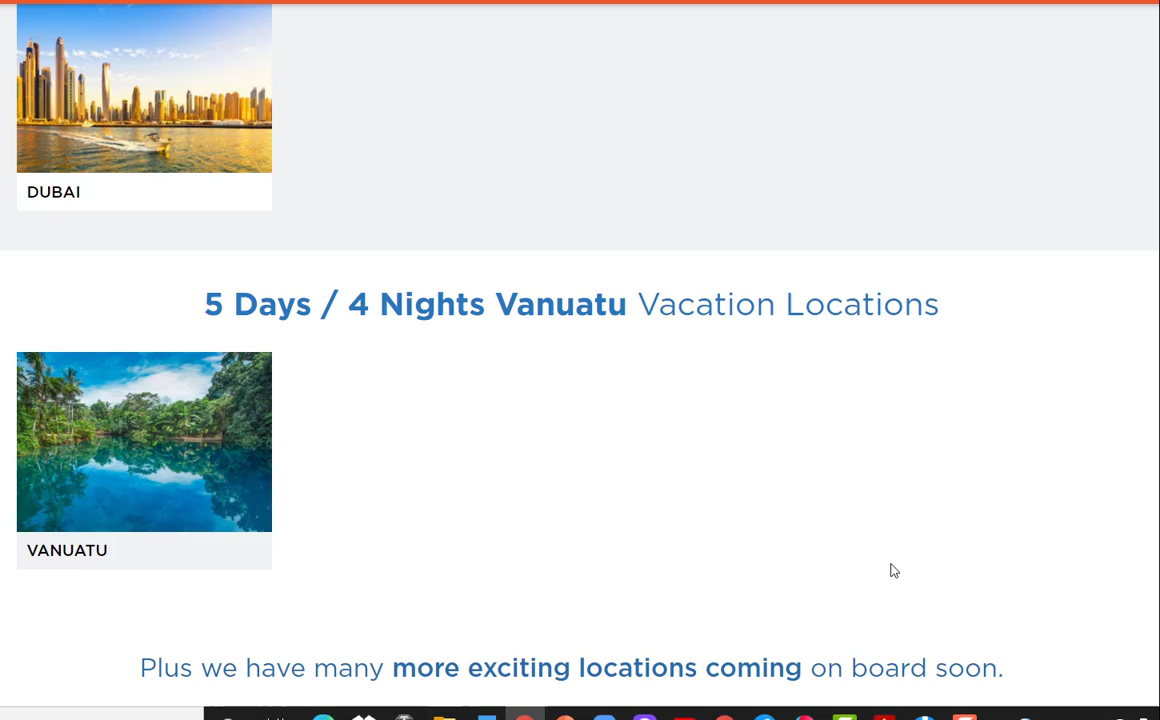 DUBAI
5 Days / 4 Nights Vanuatu Vacation Locations
VANUATU
Plus we have many more exciting locations coming on board soon.